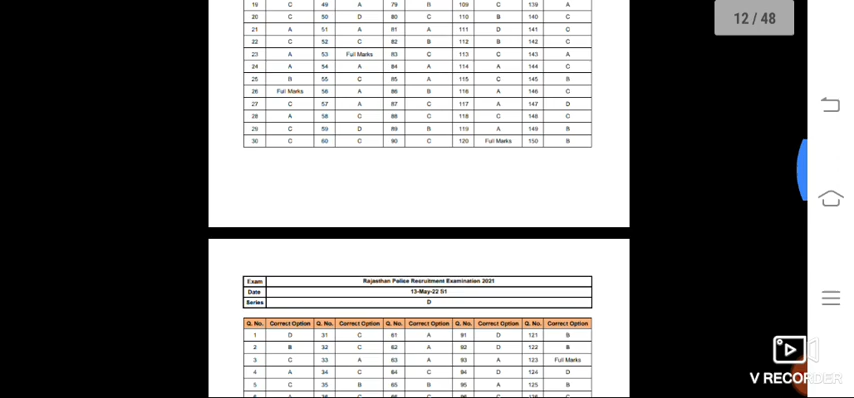 12 / 48
19 C 49 A 79 B 109 C 139 A
20 C 50 D 80 C 110 B 140 C
21 A 51 A 81 A 111 D 141 C
22 C 52 C 82 B 112 B 142 C
23 A 53 Full Marks 83 C 113 C 143 A
24 A 54 A 84 A 114 A 144 C
25 B 55 C 85 A 115 C 145 B
26 Full Marks 56 A 86 B 116 A 146 C
27 C 57 A 87 C 117 A 147 D
28 A 58 C 88 C 118 C 148 C
29 C 59 D 89 B 119 A 149 B
30 C 60 C 90 C 120 Full Marks 150 B
Exam Rajasthan Police Recruitment Examination 2021
Date 13-May-22 S1
Series D
Q. No. Correct Option Q. No. Correct Option Q. No. Correct Option Q. No. Correct Option Q. No. Correct Option
1 D 31 C 61 A 91 D 121 B
2 B 32 C 62 A 92 D 122 B
3 C 33 A 63 A 93 A 123 Full Marks
4 A 34 C 64 C 94 D 124 D
5 C 35 B 65 B 95 A 125 B
V RECORDER